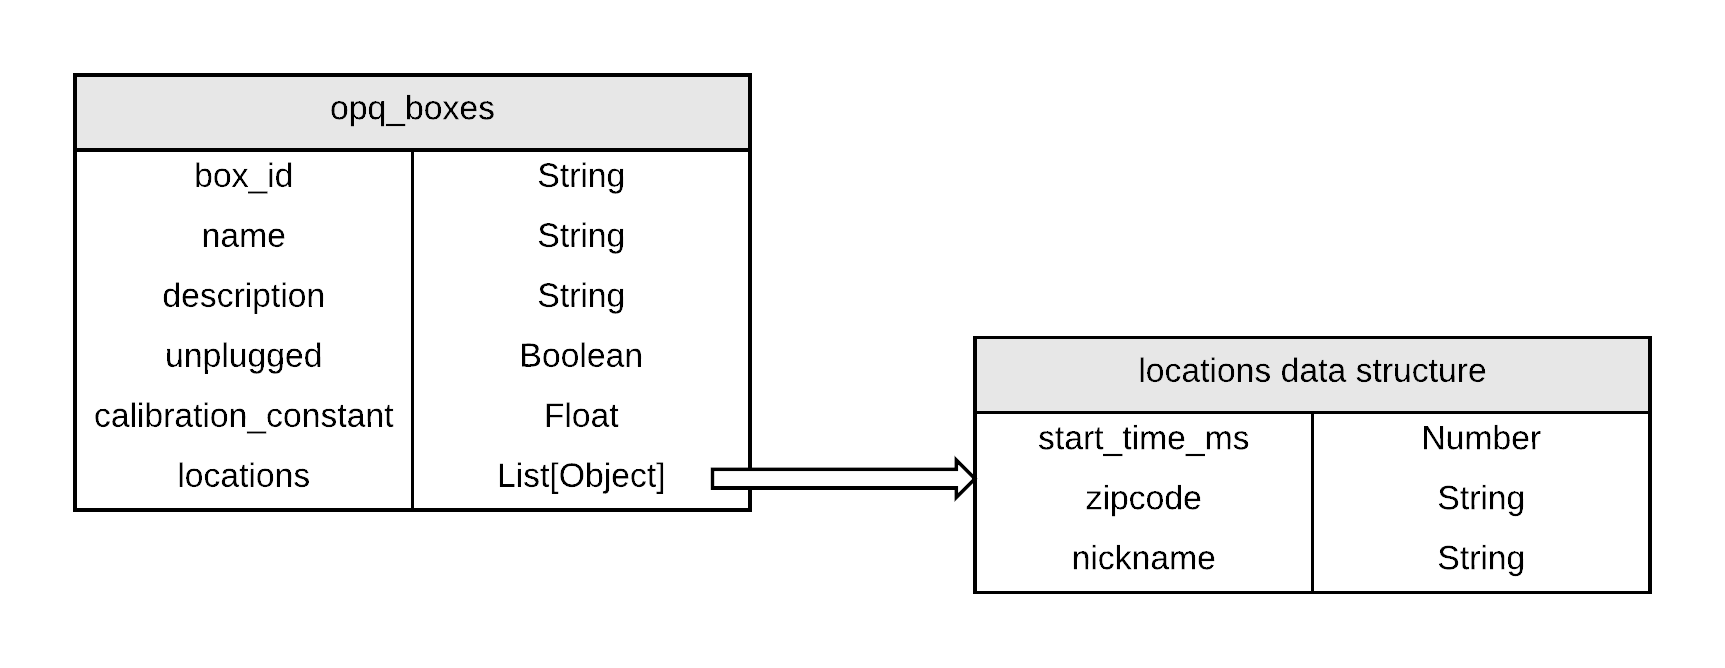 opq_boxes
box_id String
name String
description String
unplugged Boolean
calibration_constant Float
locations List[Object]
locations data structure
start_time_ms Number
zipcode String
nickname String